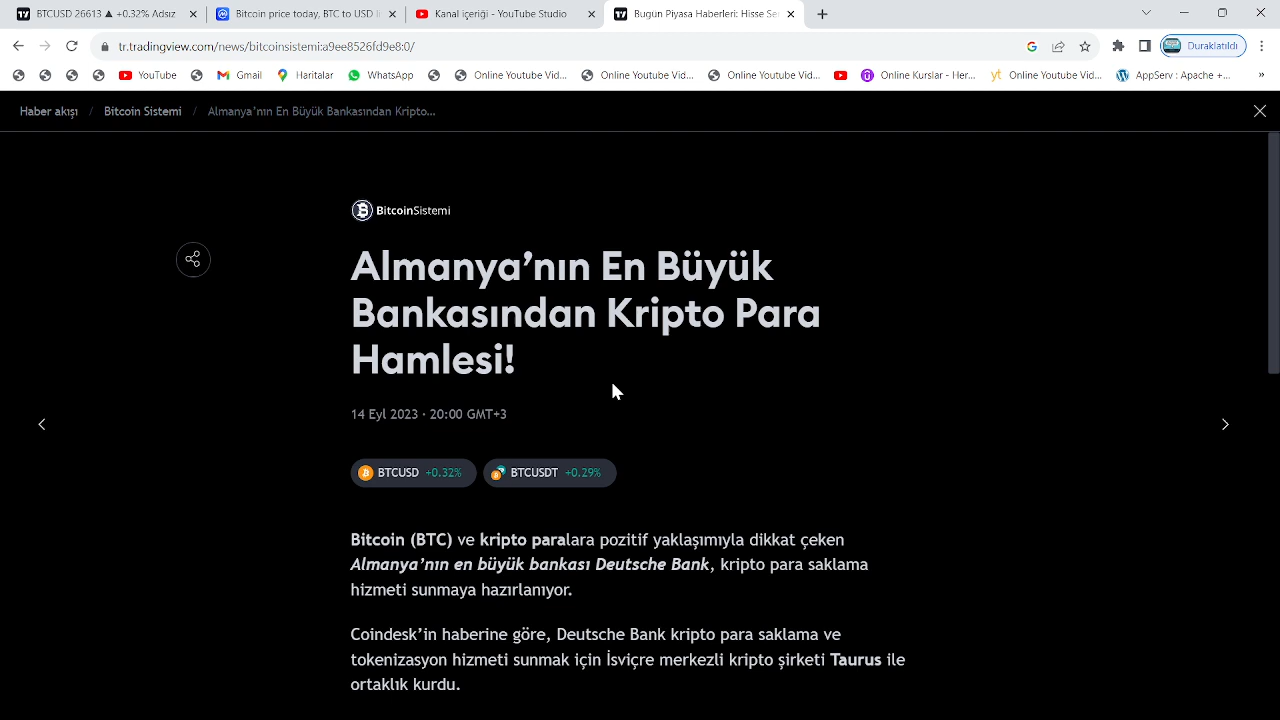 BTCUSD 26613 ▲ +0.32% Adsız
Bitcoin price today, BTC to USD li
Kanal içeriği - YouTube Studio
Bugün Piyasa Haberleri: Hisse Se
tr.tradingview.com/news/bitcoinsistemi:a3ee8526fd9e8:0/
Duraklatıldı
YouTube
Gmail
Haritalar
WhatsApp
Online Youtube Vid...
Online Youtube Vid...
Online Youtube Vid...
Online Kurslar - Her...
yt Online Youtube Vid...
AppServ : Apache +...
»
Haber akışı / Bitcoin Sistemi / Almanya'nın En Büyük Bankasından Kripto...
BitcoinSistemi
Almanya'nın En Büyük
Bankasından Kripto Para
Hamlesi!
14 Eyl 2023 · 20:00 GMT+3
BTCUSD +0.32%
BTCUSDT +0.29%
Bitcoin (BTC) ve kripto paralara pozitif yaklaşımıyla dikkat çeken
Almanya'nın en büyük bankası Deutsche Bank, kripto para saklama
hizmeti sunmaya hazırlanıyor.
Coindesk'in haberine göre, Deutsche Bank kripto para saklama ve
tokenizasyon hizmeti sunmak için İsviçre merkezli kripto şirketi Taurus ile
ortaklık kurdu.